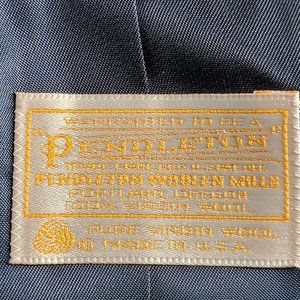 WARRANTED TO BE A
"PENDLETON"
PENDLETON WOOLEN MILLS
PORTLAND, OREGON
100% VIRGIN WOOL
PURE VIRGIN WOOL
MADE IN U.S.A.